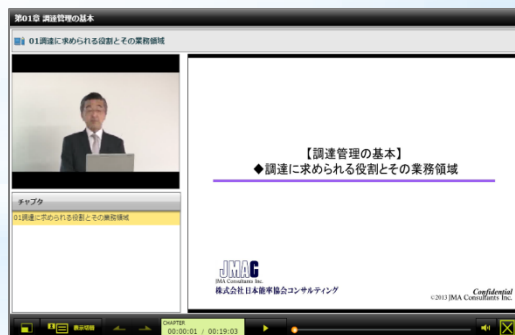 第01章 調達管理の基本
01調達に求められる役割とその業務領域
【調達管理の基本】
◆調達に求められる役割とその業務領域
チャプタ
01調達に求められる役割とその業務領域
JMAC
JMA Consultants Inc.
株式会社日本能率協会コンサルティング
Confidential
©2013 JMA Consultants Inc.
表示切替
CHAPTER
00:00:01 / 00:19:03